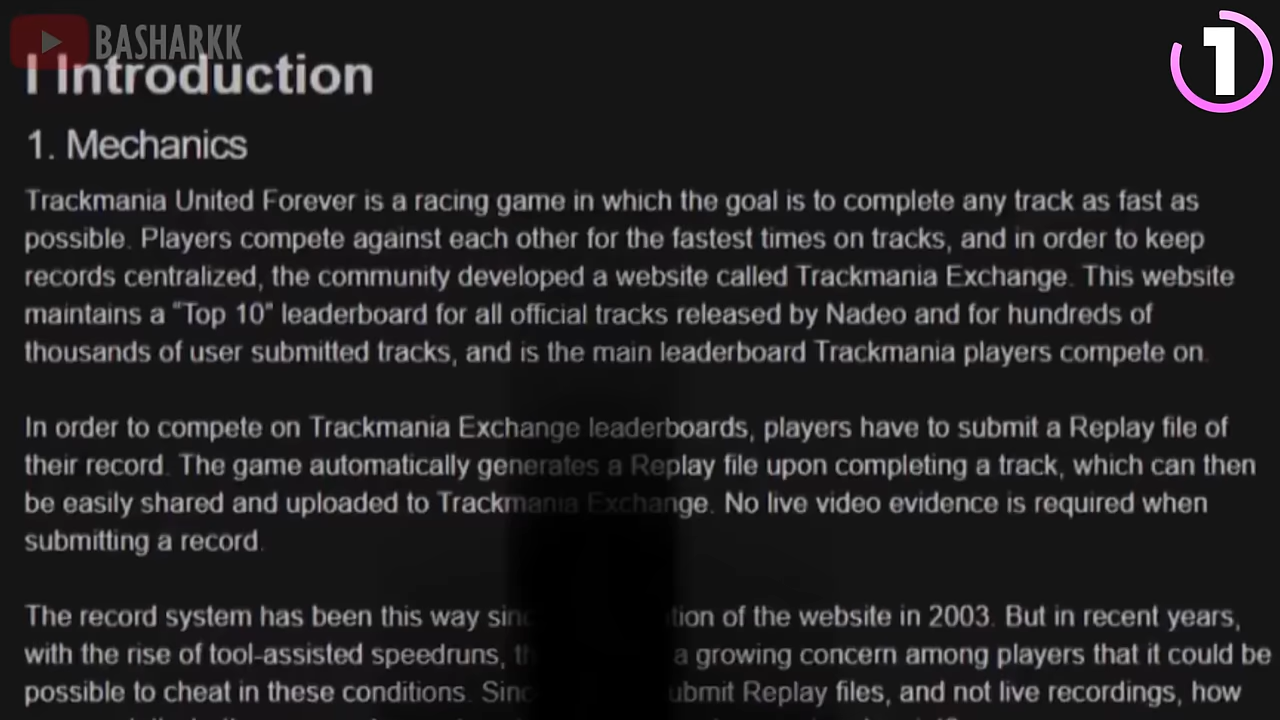 BASHARKK
1
I Introduction
1. Mechanics
Trackmania United Forever is a racing game in which the goal is to complete any track as fast as
possible. Players compete against each other for the fastest times on tracks, and in order to keep
records centralized, the community developed a website called Trackmania Exchange. This website
maintains a “Top 10” leaderboard for all official tracks released by Nadeo and for hundreds of
thousands of user submitted tracks, and is the main leaderboard Trackmania players compete on.
In order to compete on Trackmania Exchange leaderboards, players have to submit a Replay file of
their record. The game automatically generates a Replay file upon completing a track, which can then
be easily shared and uploaded to Trackmania Exchange. No live video evidence is required when
submitting a record.
The record system has been this way of the website in 2003. But in recent years,
with the rise of tool-assisted speedruns, a growing concern among players that it could be
possible to cheat in these conditions. Replay files, and not live recordings, how